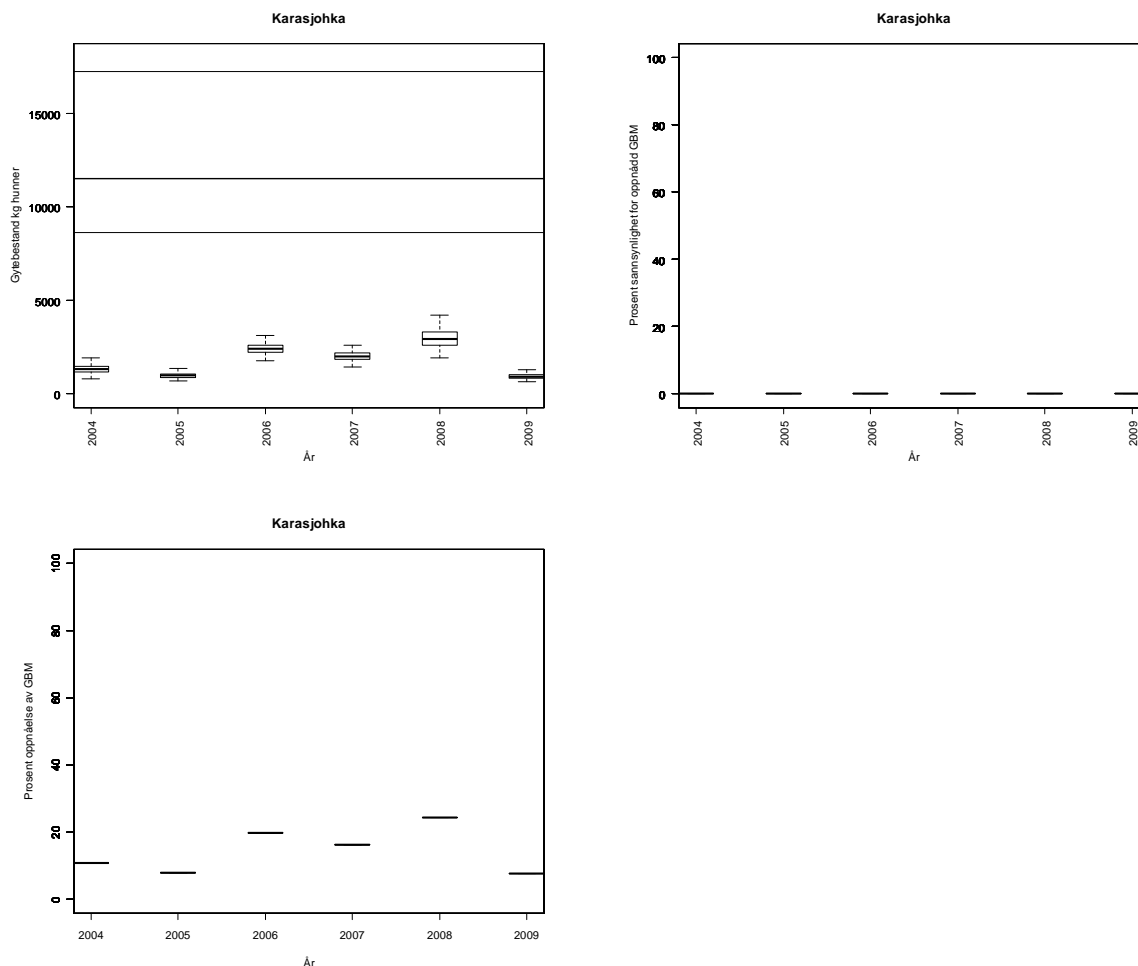 Karasjohka
Gytebestand kg hunner
15000
10000
5000
0
2004 2005 2006 2007 2008 2009
År
Karasjohka
Prosent sannsynlighet for oppnådd GBM
100
80
60
40
20
0
2004 2005 2006 2007 2008 2009
År
Karasjohka
Prosent oppnåelse av GBM
100
80
60
40
20
0
2004 2005 2006 2007 2008 2009
År